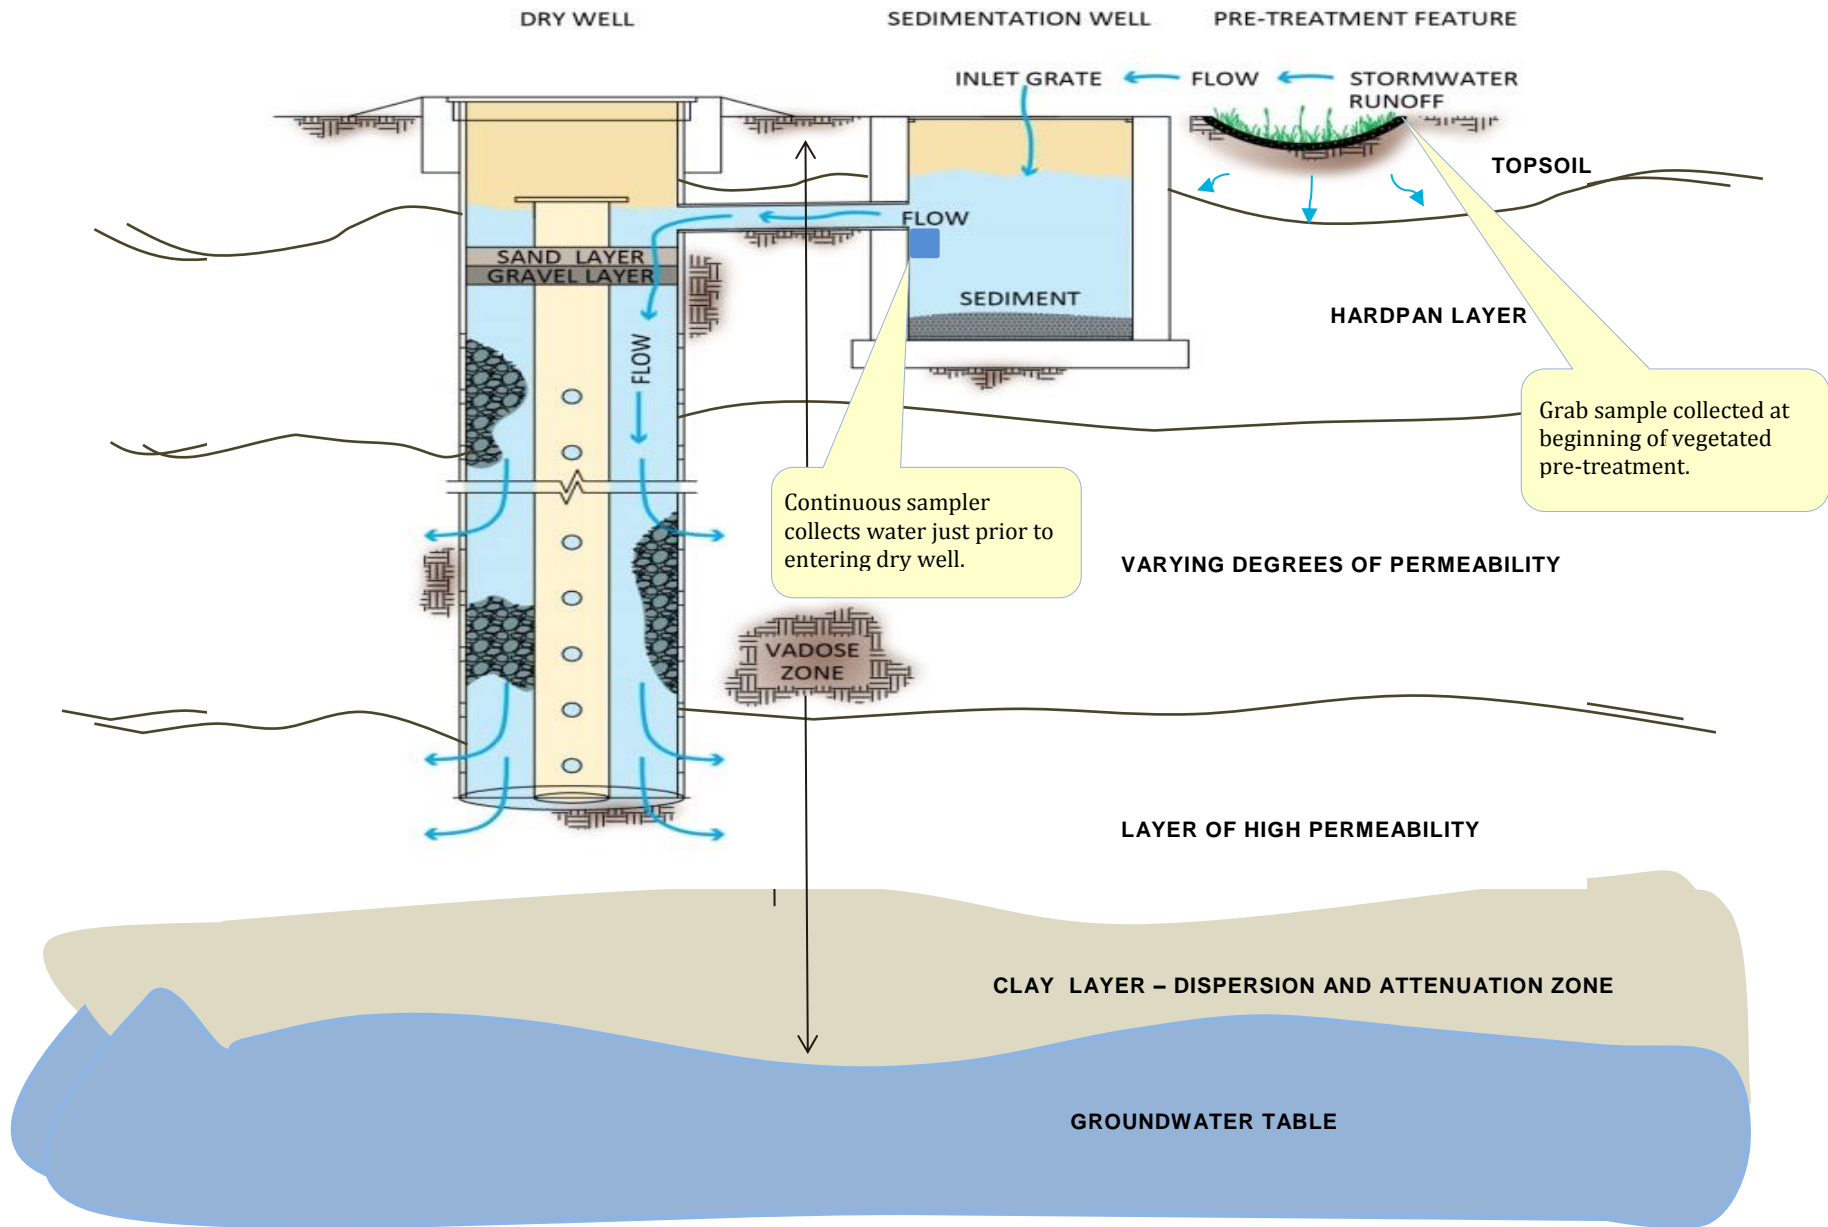 DRY WELL
SEDIMENTATION WELL
PRE-TREATMENT FEATURE
INLET GRATE
FLOW
STORMWATER
RUNOFF
TOPSOIL
FLOW
SAND LAYER
GRAVEL LAYER
SEDIMENT
HARDPAN LAYER
FLOW
Grab sample collected at
beginning of vegetated
pre-treatment.
Continuous sampler
collects water just prior to
entering dry well.
VARYING DEGREES OF PERMEABILITY
VADOSE
ZONE
LAYER OF HIGH PERMEABILITY
CLAY LAYER – DISPERSION AND ATTENUATION ZONE
GROUNDWATER TABLE